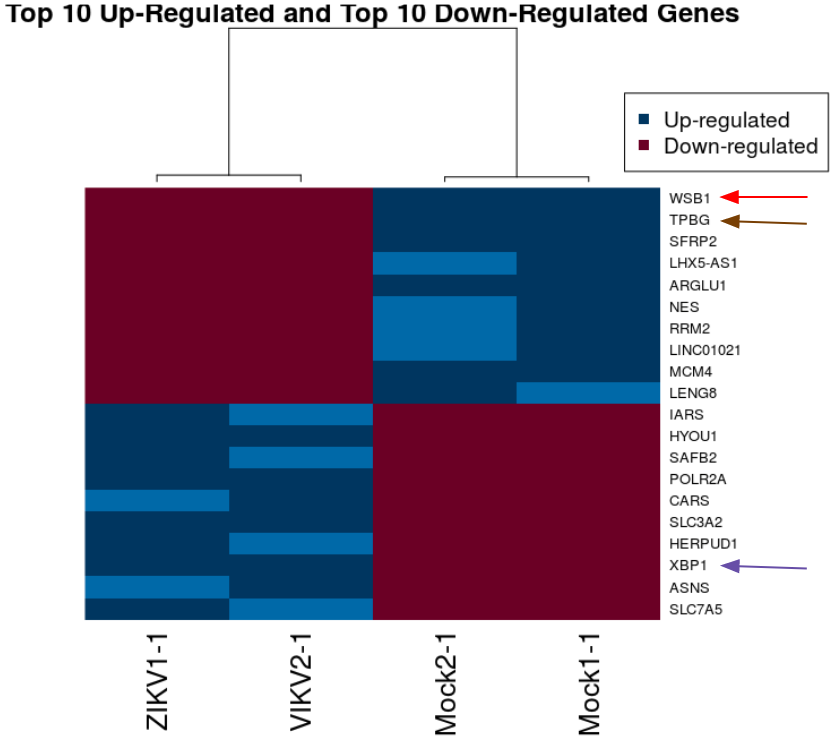 Top 10 Up-Regulated and Top 10 Down-Regulated Genes
Up-regulated
Down-regulated
WSB1
TPBG
SFRP2
LHX5-AS1
ARGLU1
NES
RRM2
LINC01021
MCM4
LENG8
IARS
HYOU1
SAFB2
POLR2A
CARS
SLC3A2
HERPUD1
XBP1
ASNS
SLC7A5
ZIKV1-1
VIKV2-1
Mock2-1
Mock1-1